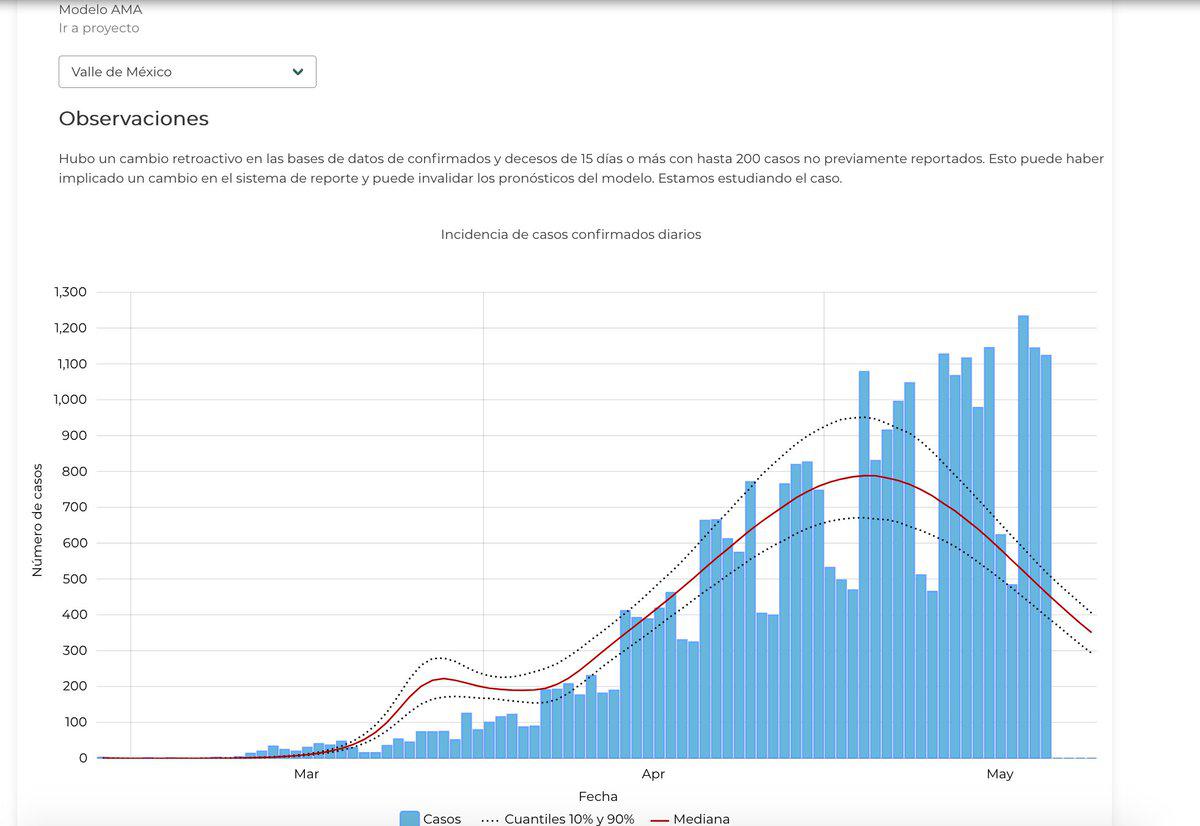 Modelo AMA
Ir a proyecto
Valle de México
Observaciones
Hubo un cambio retroactivo en las bases de datos de confirmados y decesos de 15 días o más con hasta 200 casos no previamente reportados. Esto puede haber
implicado un cambio en el sistema de reporte y puede invalidar los pronósticos del modelo. Estamos estudiando el caso.
Incidencia de casos confirmados diarios
1,300
1,200
1,100
1,000
900
800
700
600
500
400
300
200
100
0
Número de casos
Mar Apr May
Fecha
Casos Cuantiles 10% y 90% Mediana